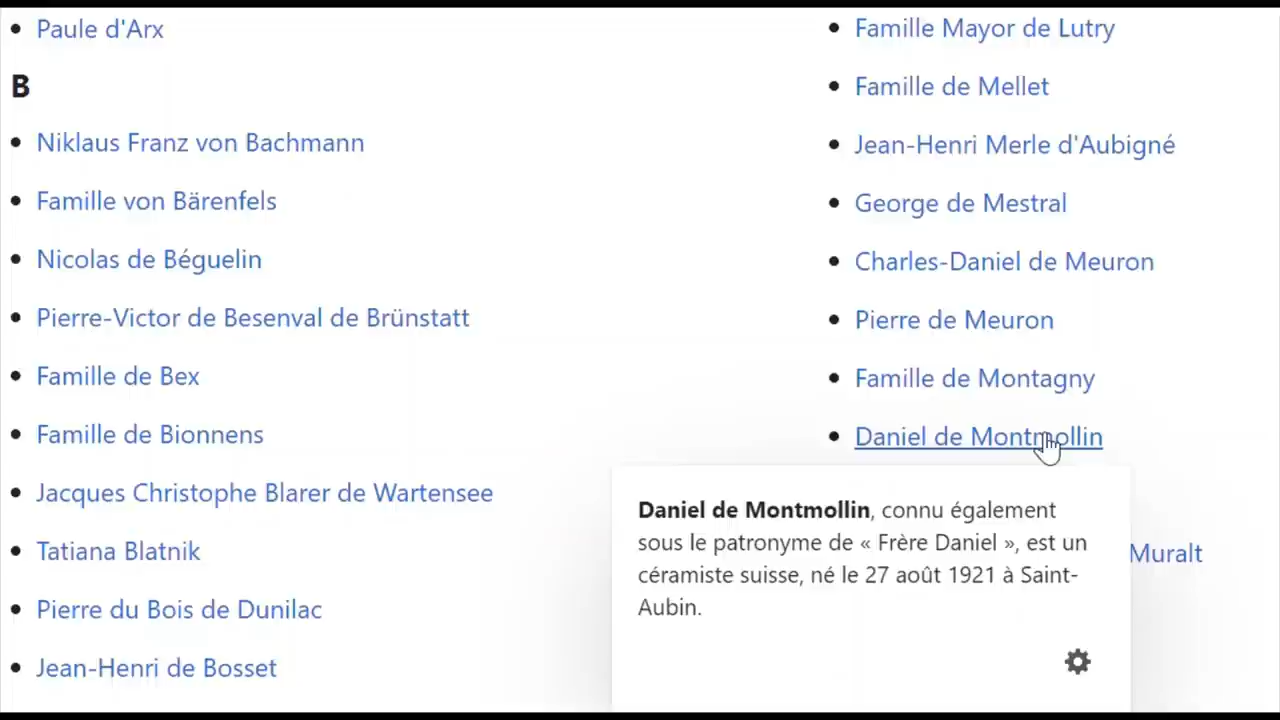 Paule d'Arx
B
Niklaus Franz von Bachmann
Famille von Bärenfels
Nicolas de Béguelin
Pierre-Victor de Besenval de Brünstatt
Famille de Bex
Famille de Bionnens
Jacques Christophe Blarer de Wartensee
Tatiana Blatnik
Pierre du Bois de Dunilac
Jean-Henri de Bosset
Famille Mayor de Lutry
Famille de Mellet
Jean-Henri Merle d'Aubigné
George de Mestral
Charles-Daniel de Meuron
Pierre de Meuron
Famille de Montagny
Daniel de Montmollin
Daniel de Montmollin, connu également
sous le patronyme de « Frère Daniel », est un
céramiste suisse, né le 27 août 1921 à Saint-
Aubin.
Muralt